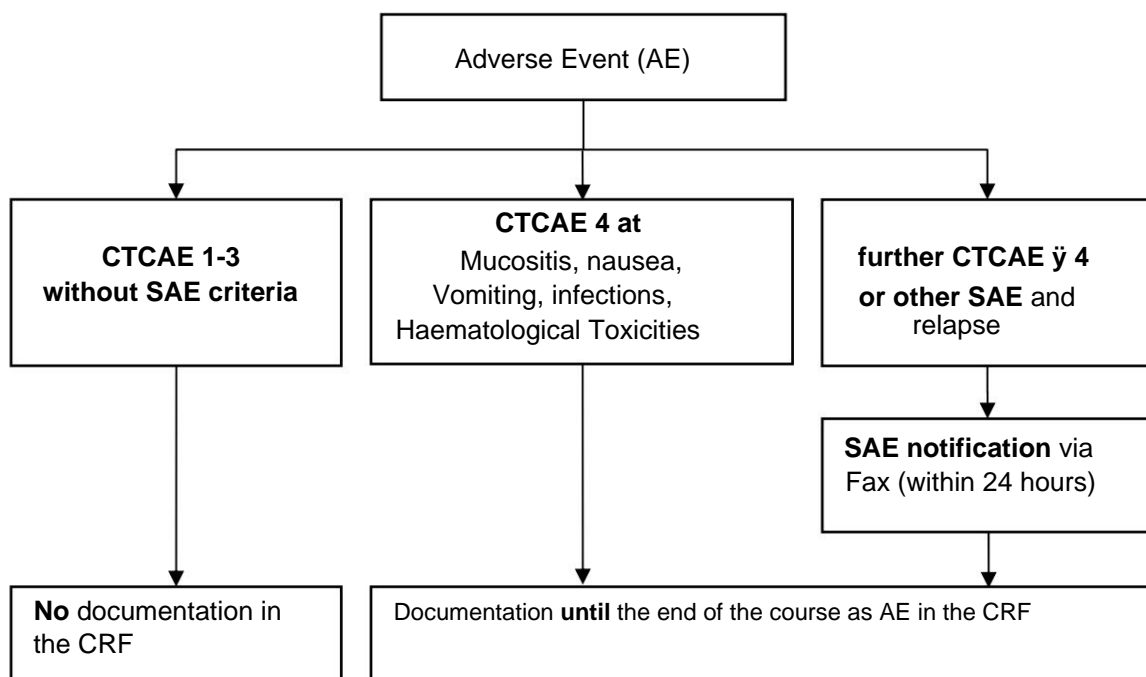 Adverse Event (AE)
CTCAE 1-3
without SAE criteria
CTCAE 4 at
Mucositis, nausea,
Vomiting, infections,
Haematological Toxicities
further CTCAE ÿ 4
or other SAE and
relapse
SAE notification via
Fax (within 24 hours)
No documentation in
the CRF
Documentation until the end of the course as AE in the CRF